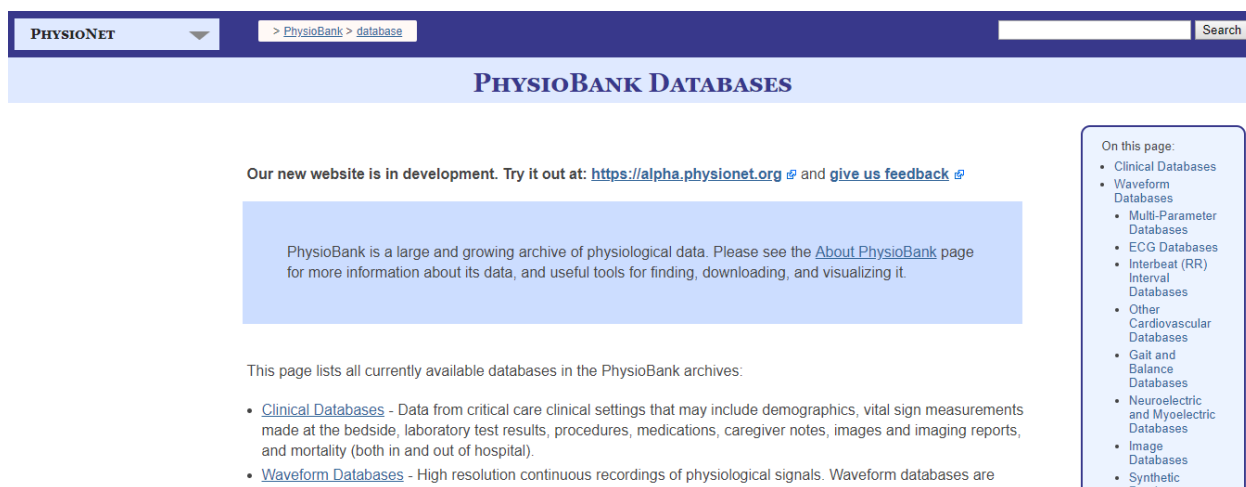 PhysioNet
> PhysioBank > database
Search
PhysioBank Databases
Our new website is in development. Try it out at: https://alpha.physionet.org and give us feedback
PhysioBank is a large and growing archive of physiological data. Please see the About PhysioBank page
for more information about its data, and useful tools for finding, downloading, and visualizing it.
This page lists all currently available databases in the PhysioBank archives:
• Clinical Databases - Data from critical care clinical settings that may include demographics, vital sign measurements
made at the bedside, laboratory test results, procedures, medications, caregiver notes, images and imaging reports,
and mortality (both in and out of hospital).
• Waveform Databases - High resolution continuous recordings of physiological signals. Waveform databases are
On this page:
• Clinical Databases
• Waveform
Databases
• Multi-Parameter
Databases
• ECG Databases
• Interbeat (RR)
Interval
Databases
• Other
Cardiovascular
Databases
• Gait and
Balance
Databases
• Neuroelectric
and Myoelectric
Databases
• Image
Databases
• Synthetic